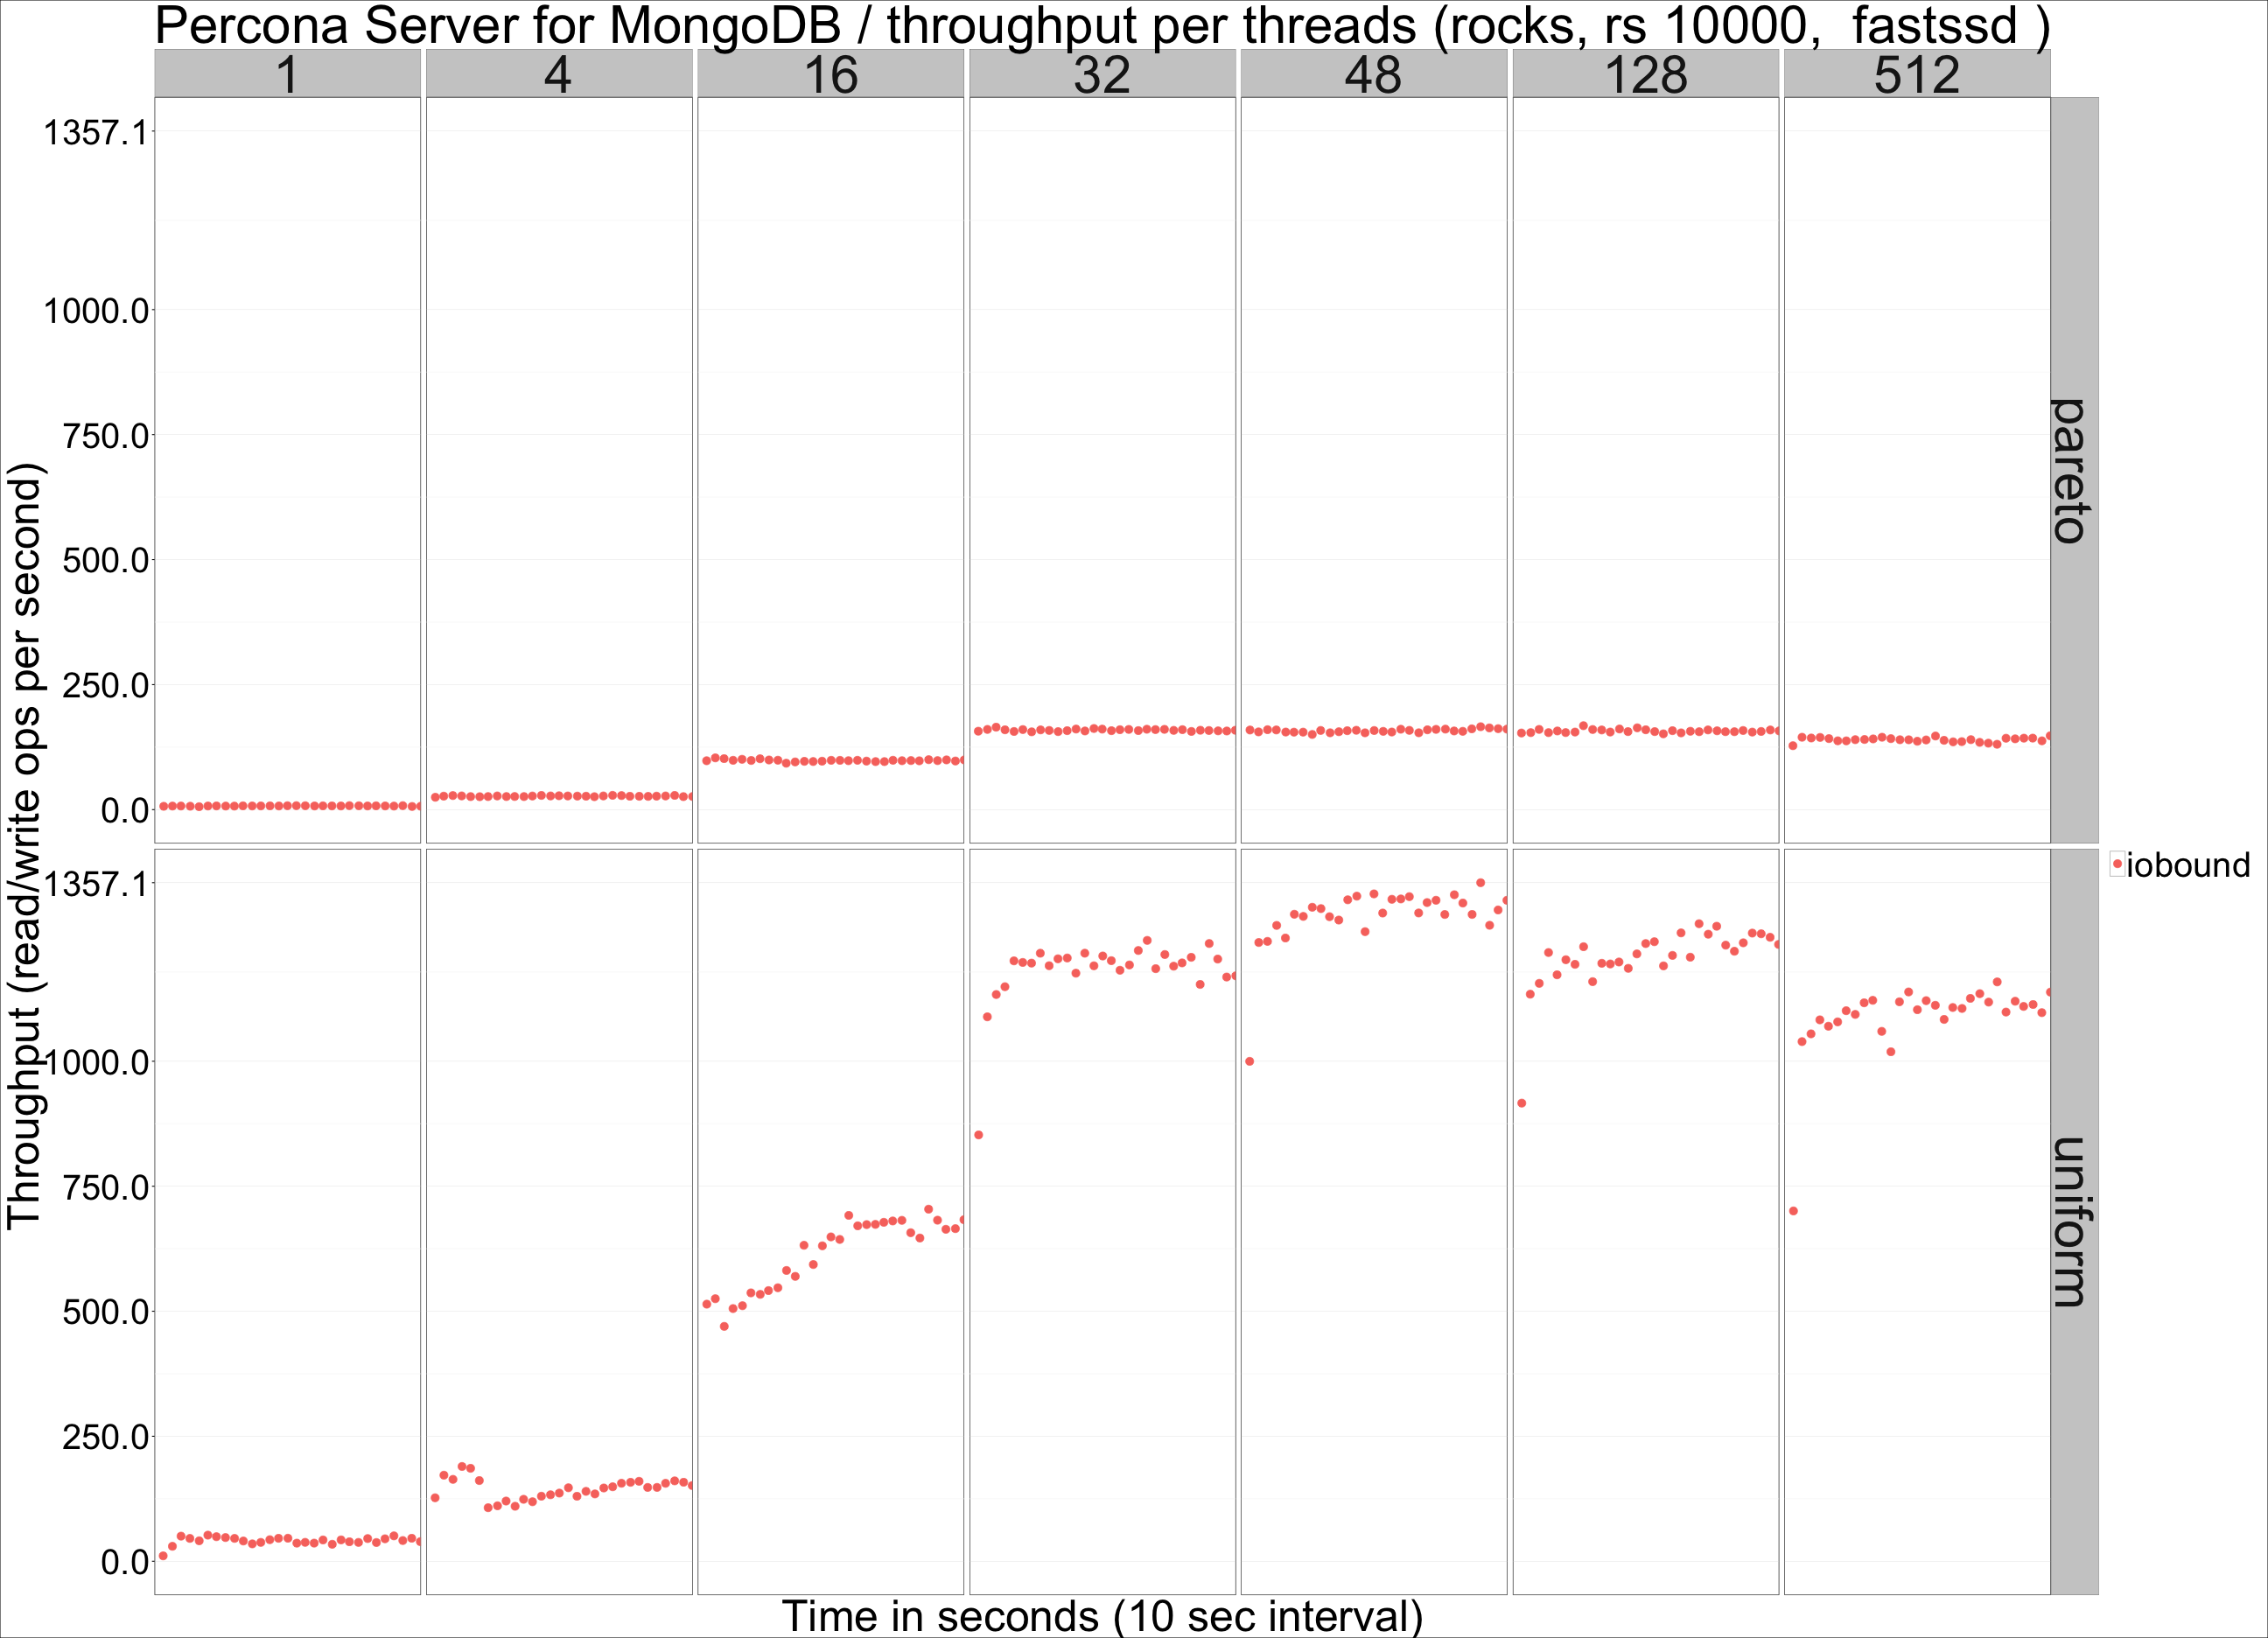 Percona Server for MongoDB / throughput per threads (rocks, rs 10000,  fastssd )
1 4 16 32 48 128 512
Throughput (read/write ops per second)
1357.1
1000.0
750.0
500.0
250.0
0.0
pareto
1357.1
1000.0
750.0
500.0
250.0
0.0
uniform
iobound
Time in seconds (10 sec interval)